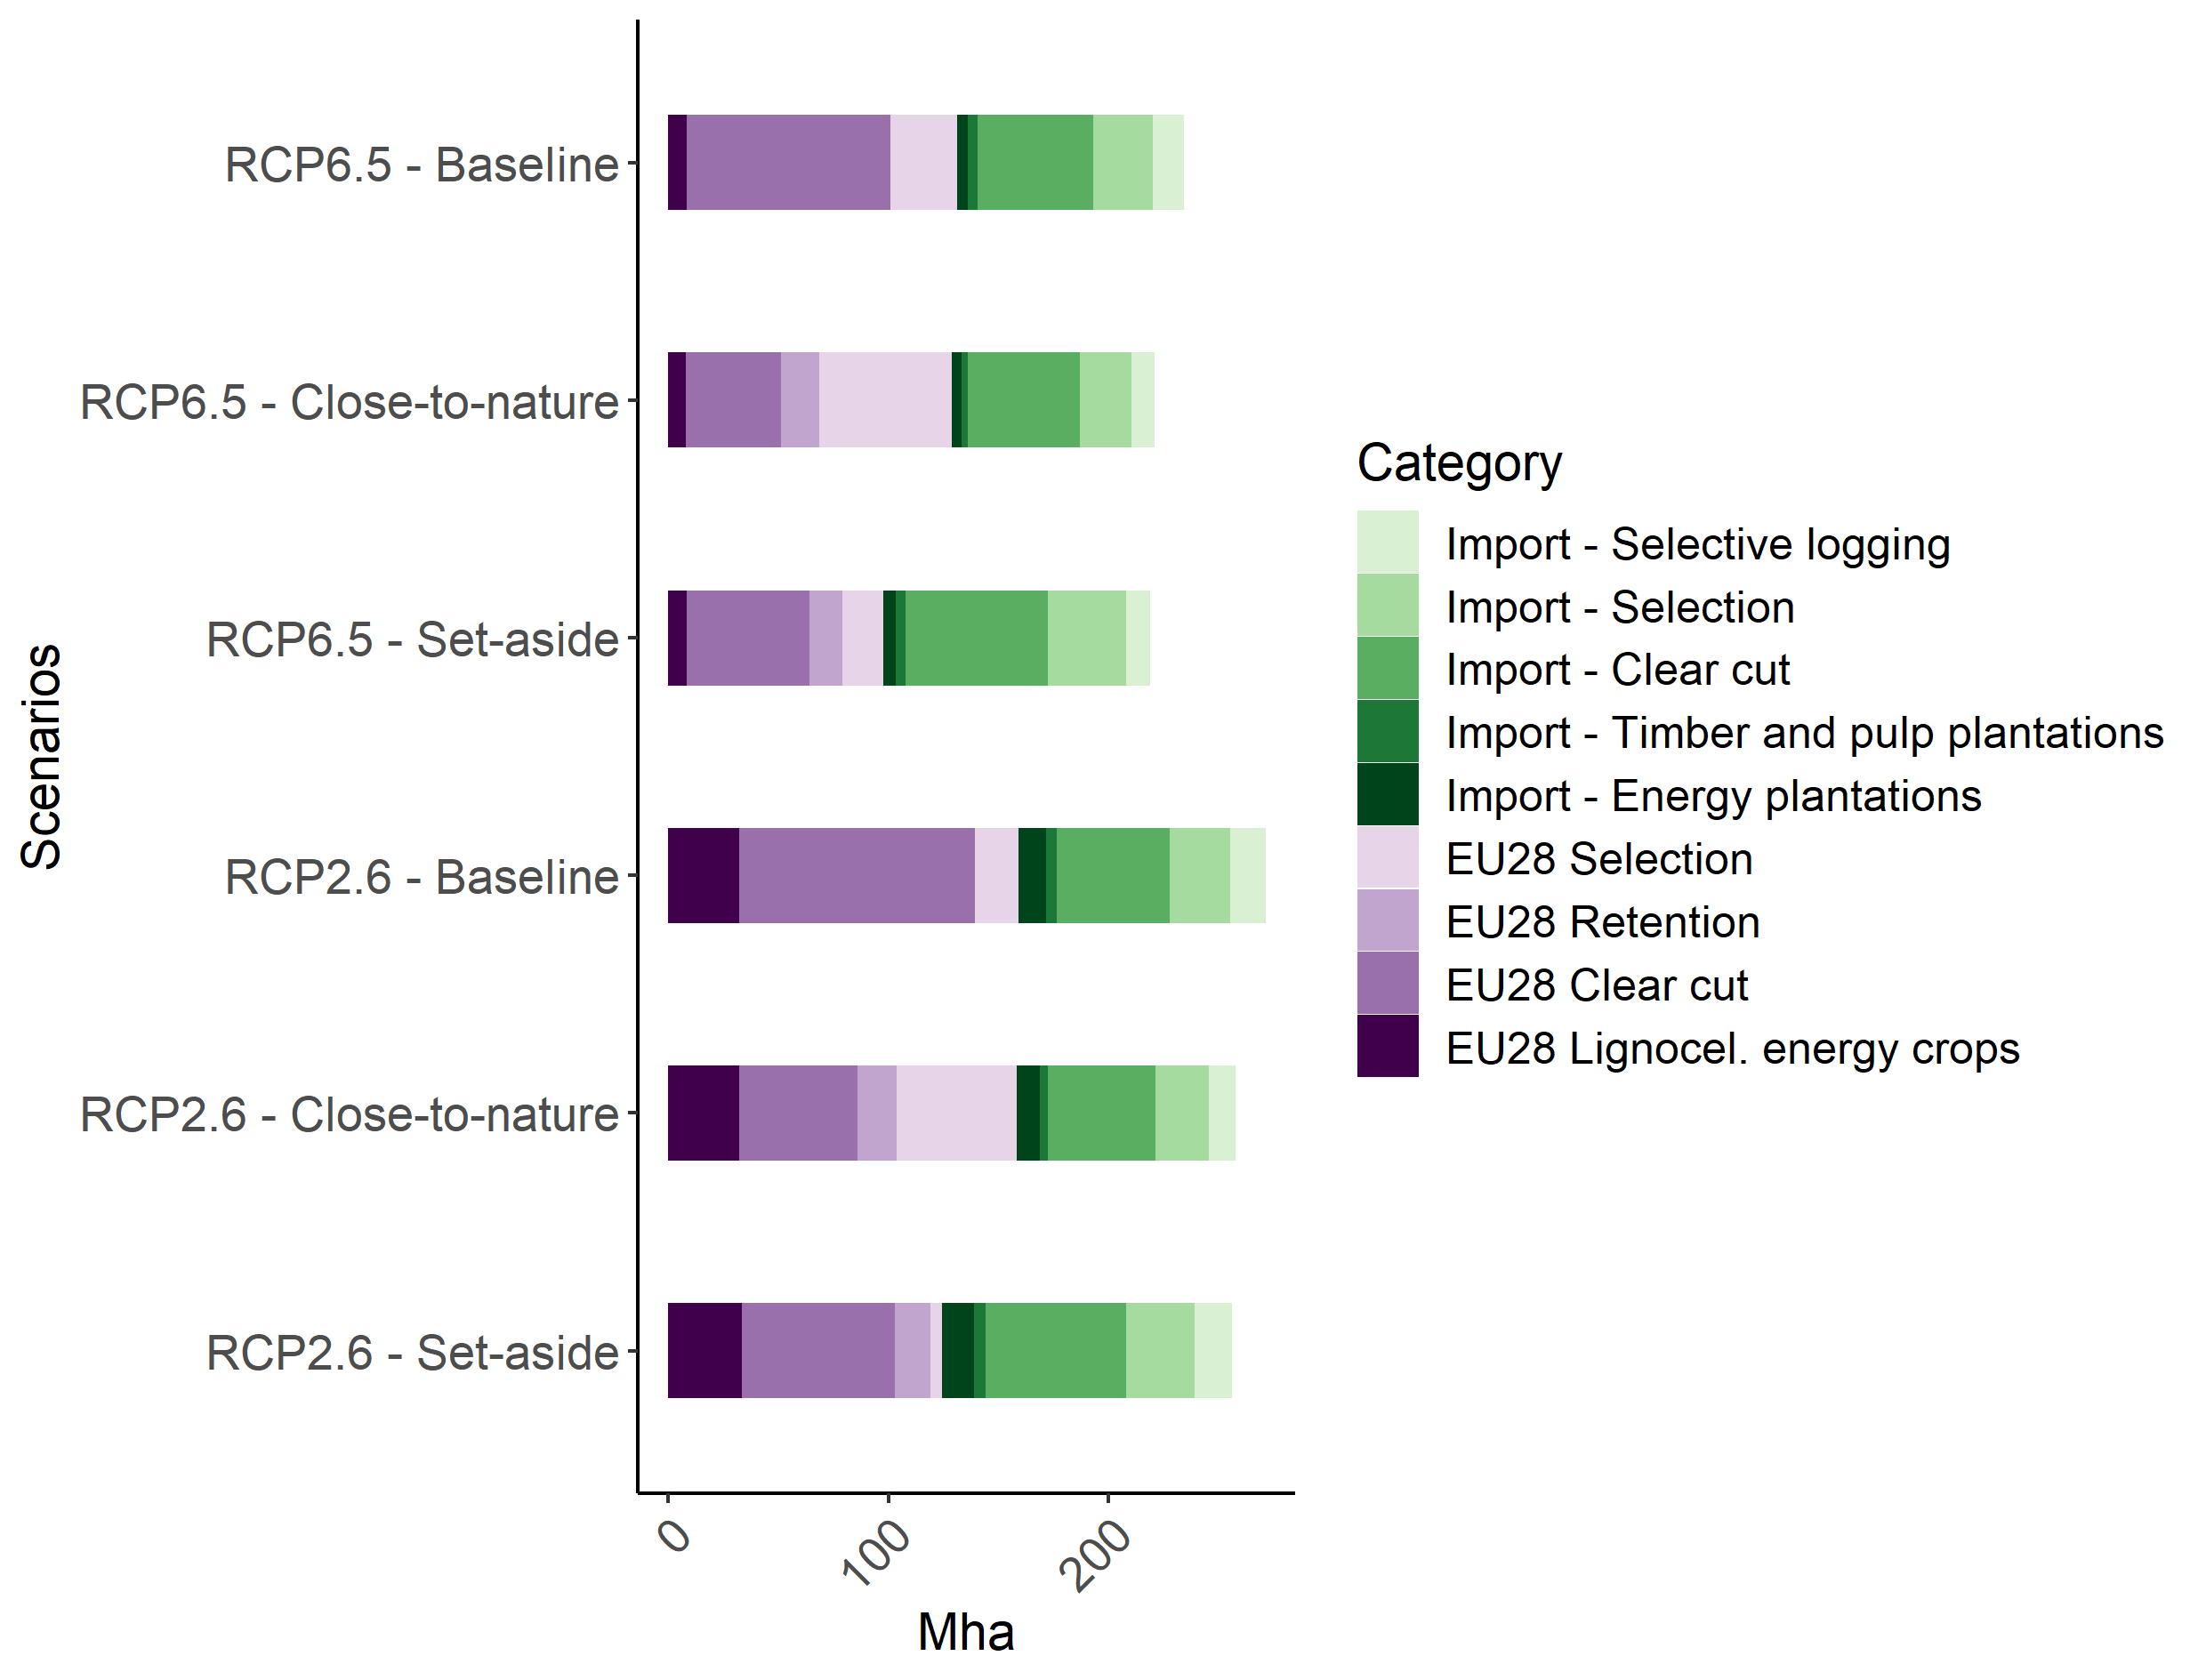 Scenarios
RCP6.5 - Baseline
RCP6.5 - Close-to-nature
RCP6.5 - Set-aside
RCP2.6 - Baseline
RCP2.6 - Close-to-nature
RCP2.6 - Set-aside
0
100
200
Mha
Category
Import - Selective logging
Import - Selection
Import - Clear cut
Import - Timber and pulp plantations
Import - Energy plantations
EU28 Selection
EU28 Retention
EU28 Clear cut
EU28 Lignocel. energy crops